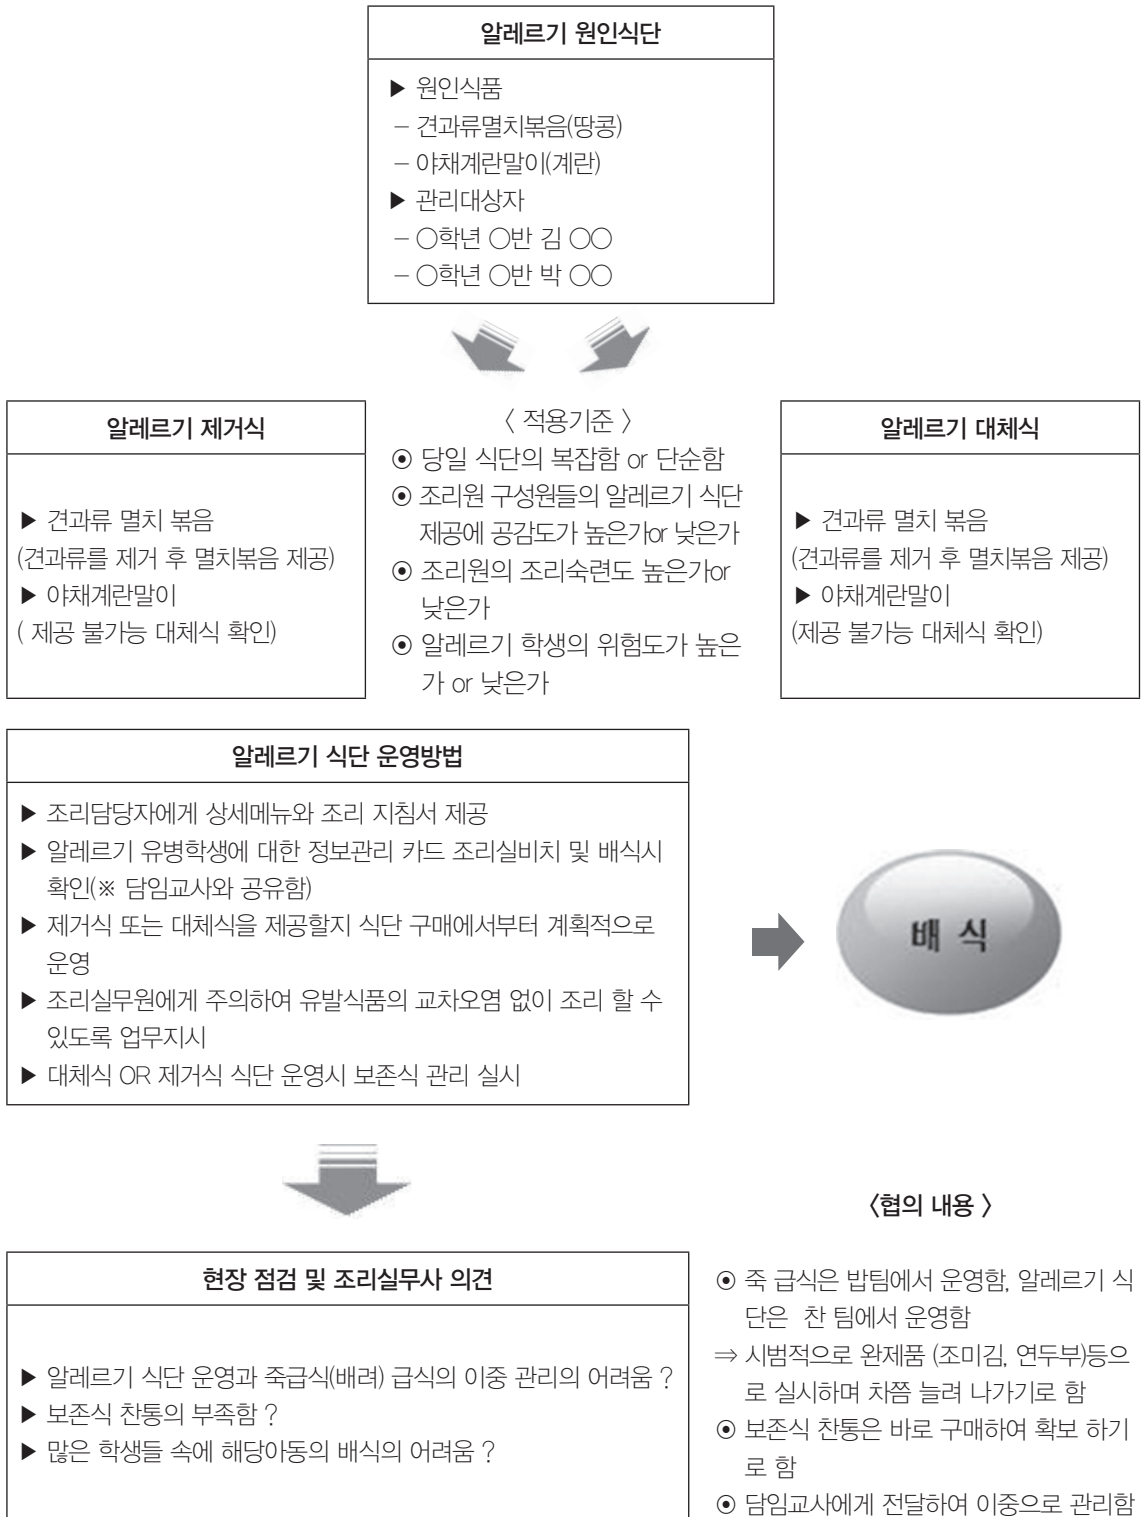 알레르기 원인식단
▶ 원인식품
– 견과류멸치볶음(땅콩)
– 야채계란말이(계란)
▶ 관리대상자
– ○학년 ○반 김 ○○
– ○학년 ○반 박 ○○
알레르기 제거식
▶ 견과류 멸치 볶음
(견과류를 제거 후 멸치볶음 제공)
▶ 야채계란말이
( 제공 불가능 대체식 확인)
〈 적용기준 〉
⊙ 당일 식단의 복잡함 or 단순함
⊙ 조리원 구성원들의 알레르기 식단
제공에 공감도가 높은가or 낮은가
⊙ 조리원의 조리숙련도 높은가or
낮은가
⊙ 알레르기 학생의 위험도가 높은
가 or 낮은가
알레르기 대체식
▶ 견과류 멸치 볶음
(견과류를 제거 후 멸치볶음 제공)
▶ 야채계란말이
(제공 불가능 대체식 확인)
알레르기 식단 운영방법
▶ 조리담당자에게 상세메뉴와 조리 지침서 제공
▶ 알레르기 유병학생에 대한 정보관리 카드 조리실비치 및 배식시
확인(※ 담임교사와 공유함)
▶ 제거식 또는 대체식을 제공할지 식단 구매에서부터 계획적으로
운영
▶ 조리실무원에게 주의하여 유발식품의 교차오염 없이 조리 할 수
있도록 업무지시
▶ 대체식 OR 제거식 식단 운영시 보존식 관리 실시
배 식
현장 점검 및 조리실무사 의견
▶ 알레르기 식단 운영과 죽급식(배려) 급식의 이중 관리의 어려움 ?
▶ 보존식 찬통의 부족함 ?
▶ 많은 학생들 속에 해당아동의 배식의 어려움 ?
〈협의 내용 〉
⊙ 죽 급식은 밥팀에서 운영함, 알레르기 식
단은 찬 팀에서 운영함
⇒ 시범적으로 완제품 (조미김, 연두부)등으
로 실시하며 차쯤 늘려 나가기로 함
⊙ 보존식 찬통은 바로 구매하여 확보 하기
로 함
⊙ 담임교사에게 전달하여 이중으로 관리함